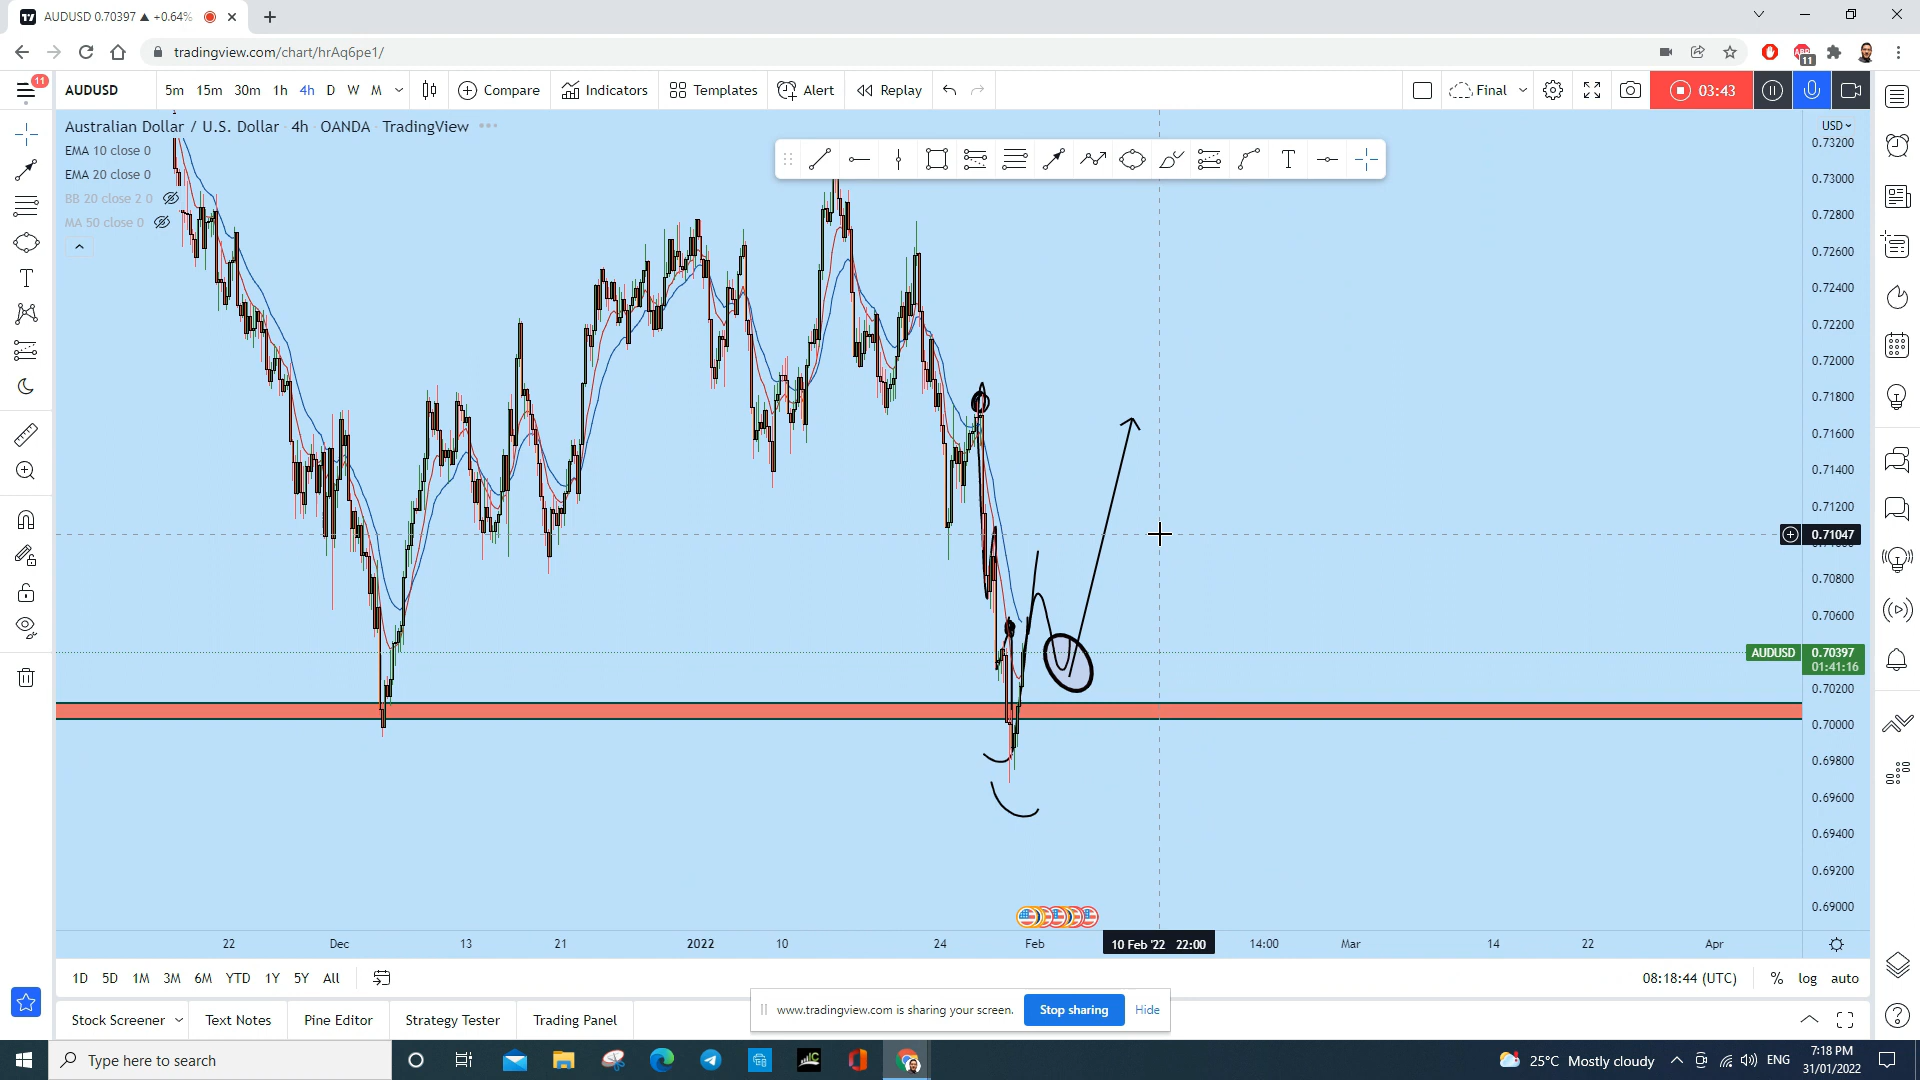 AUDUSD 0.70397 ▲ +0.64%
tradingview.com/chart/hrAq6pe1/
11
11
AUDUSD 5m 15m 30m 1h 4h D W M Compare Indicators Templates Alert Replay Final 03:43
Australian Dollar / U.S. Dollar 4h OANDA TradingView
USD
EMA 10 close 0
EMA 20 close 0
BB 20 close 2 0
MA 50 close 0
0.73200
0.73000
0.72800
0.72600
0.72400
0.72200
0.72000
0.71800
0.71600
0.71400
0.71200
0.71047
0.70800
0.70600
AUDUSD 0.70397
01:41:16
0.70200
0.70000
0.69800
0.69600
0.69400
0.69200
0.69000
22 Dec 13 21 2022 10 24 Feb 10 Feb '22 22:00 14:00 Mar 14 22 Apr
1D 5D 1M 3M 6M YTD 1Y 5Y All 08:18:44 (UTC) % log auto
Stock Screener Text Notes Pine Editor Strategy Tester Trading Panel
www.tradingview.com is sharing your screen. Stop sharing Hide
Type here to search
25°C Mostly cloudy ENG
7:18 PM
31/01/2022